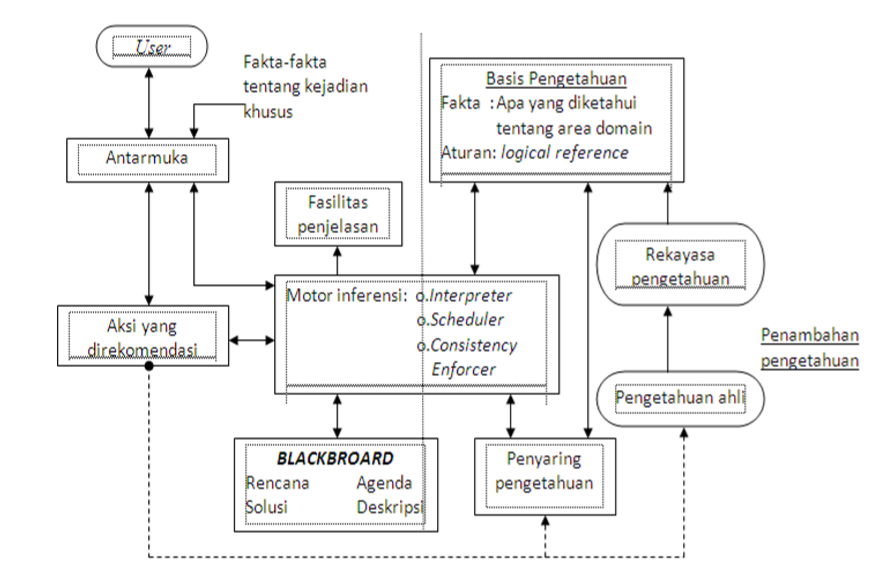 User
Fakta-fakta
tentang kejadian
khusus
Basis Pengetahuan
Fakta : Apa yang diketahui
tentang area domain
Aturan: logical reference
Antarmuka
Fasilitas
penjelasan
Rekayasa
pengetahuan
Motor inferensi: o.Interpreter
o.Scheduler
o.Consistency
Enforcer
Aksi yang
direkomendasi
Penambahan
pengetahuan
Pengetahuan ahli
BLACKBROARD
Rencana Agenda
Solusi Deskripsi
Penyaring
pengetahuan